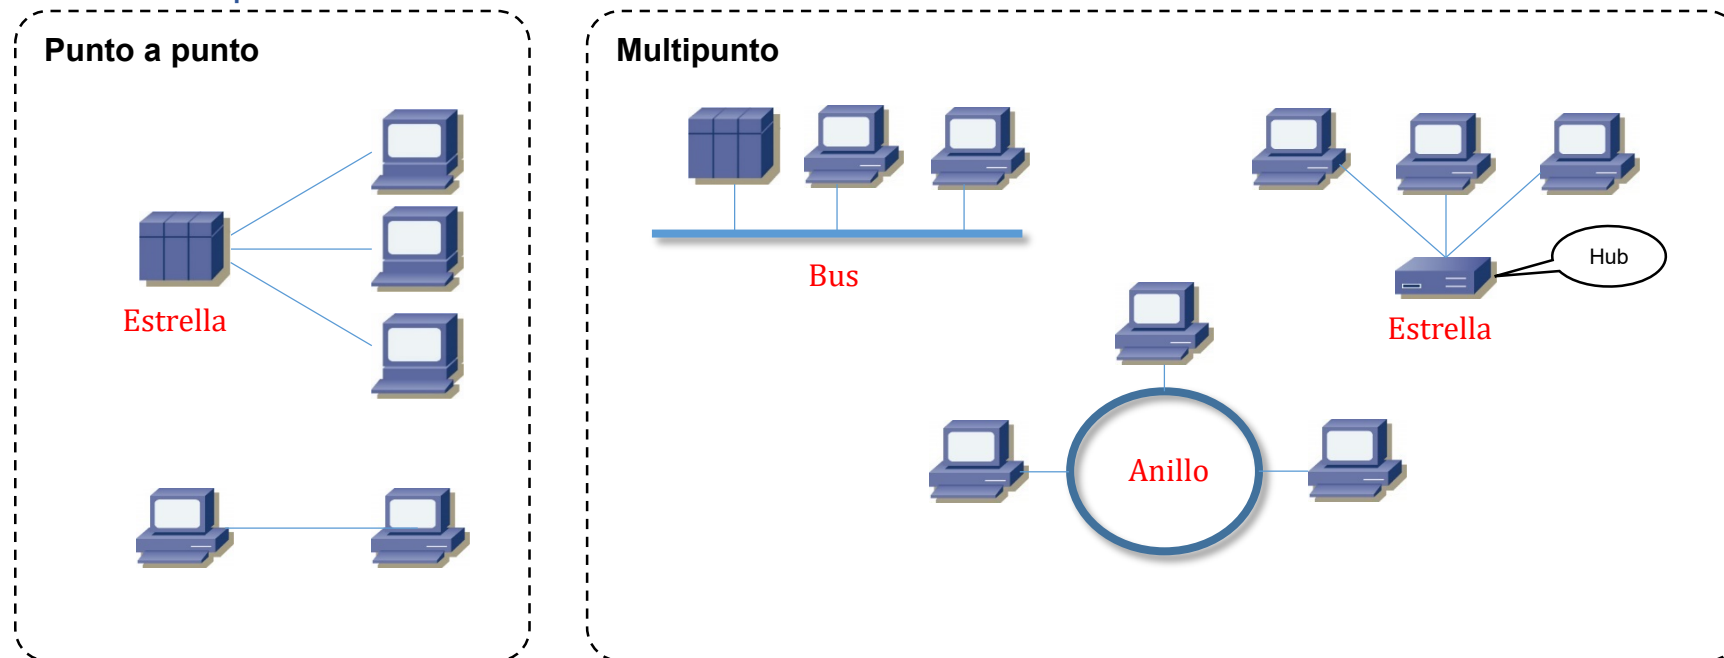 Punto a punto
Estrella
Multipunto
Bus
Hub
Estrella
Anillo